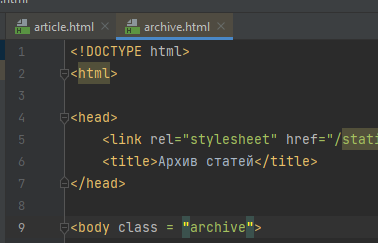 .html
article.html archive.html
1 <!DOCTYPE html>
2 <html>
3
4 <head>
5 <link rel="stylesheet" href="/stati
6 <title>Архив статей</title>
7 </head>
8
9 <body class = "archive">